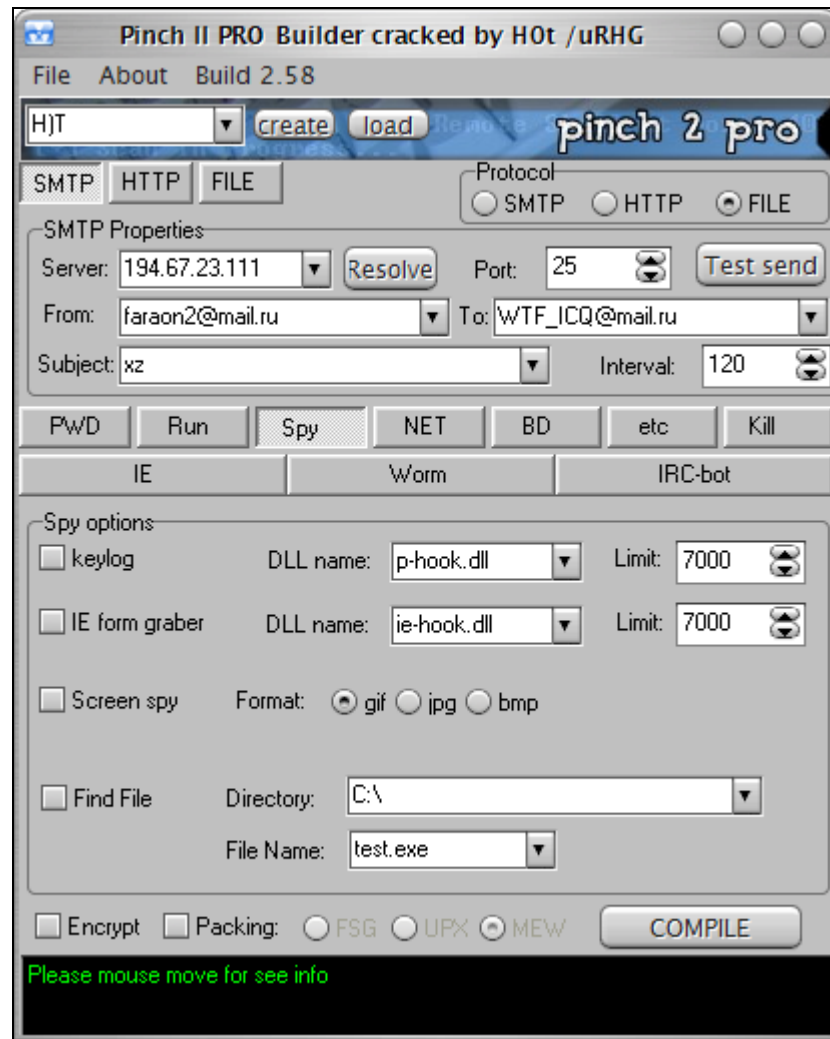 Pinch II PRO Builder cracked by H0t /uRHG
File About Build 2.58
H)T create load pinch 2 pro
SMTP HTTP FILE
Protocol
SMTP HTTP FILE
SMTP Properties
Server: 194.67.23.111 Resolve Port: 25 Test send
From: faraon2@mail.ru To: WTF_ICQ@mail.ru
Subject: xz Interval: 120
PWD Run Spy NET BD etc Kill
IE Worm IRC-bot
Spy options
keylog DLL name: p-hook.dll Limit: 7000
IE form graber DLL name: ie-hook.dll Limit: 7000
Screen spy Format: gif jpg bmp
Find File Directory: C:\
File Name: test.exe
Encrypt Packing: FSG UPX MEW COMPILE
Please mouse move for see info